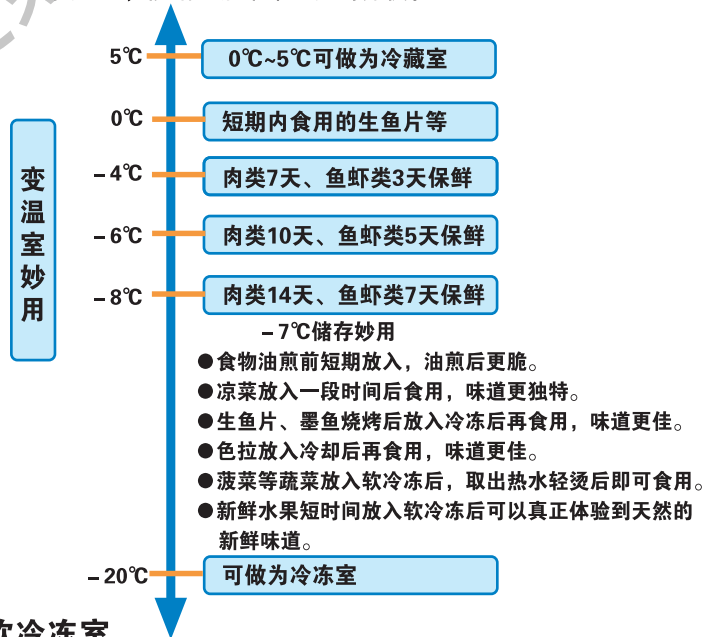 5℃
0℃~5℃可做为冷藏室
0℃
短期内食用的生鱼片等
变温室妙用
－4℃
肉类7天、鱼虾类3天保鲜
－6℃
肉类10天、鱼虾类5天保鲜
－8℃
肉类14天、鱼虾类7天保鲜
－7℃储存妙用
●食物油煎前短期放入，油煎后更脆。
●凉菜放入一段时间后食用，味道更独特。
●生鱼片、墨鱼烧烤后放入冷冻后再食用，味道更佳。
●色拉放入冷却后再食用，味道更佳。
●菠菜等蔬菜放入软冷冻后，取出热水轻烫后即可食用。
●新鲜水果短时间放入软冷冻后可以真正体验到天然的
新鲜味道。
－20℃
可做为冷冻室
软冷冻室